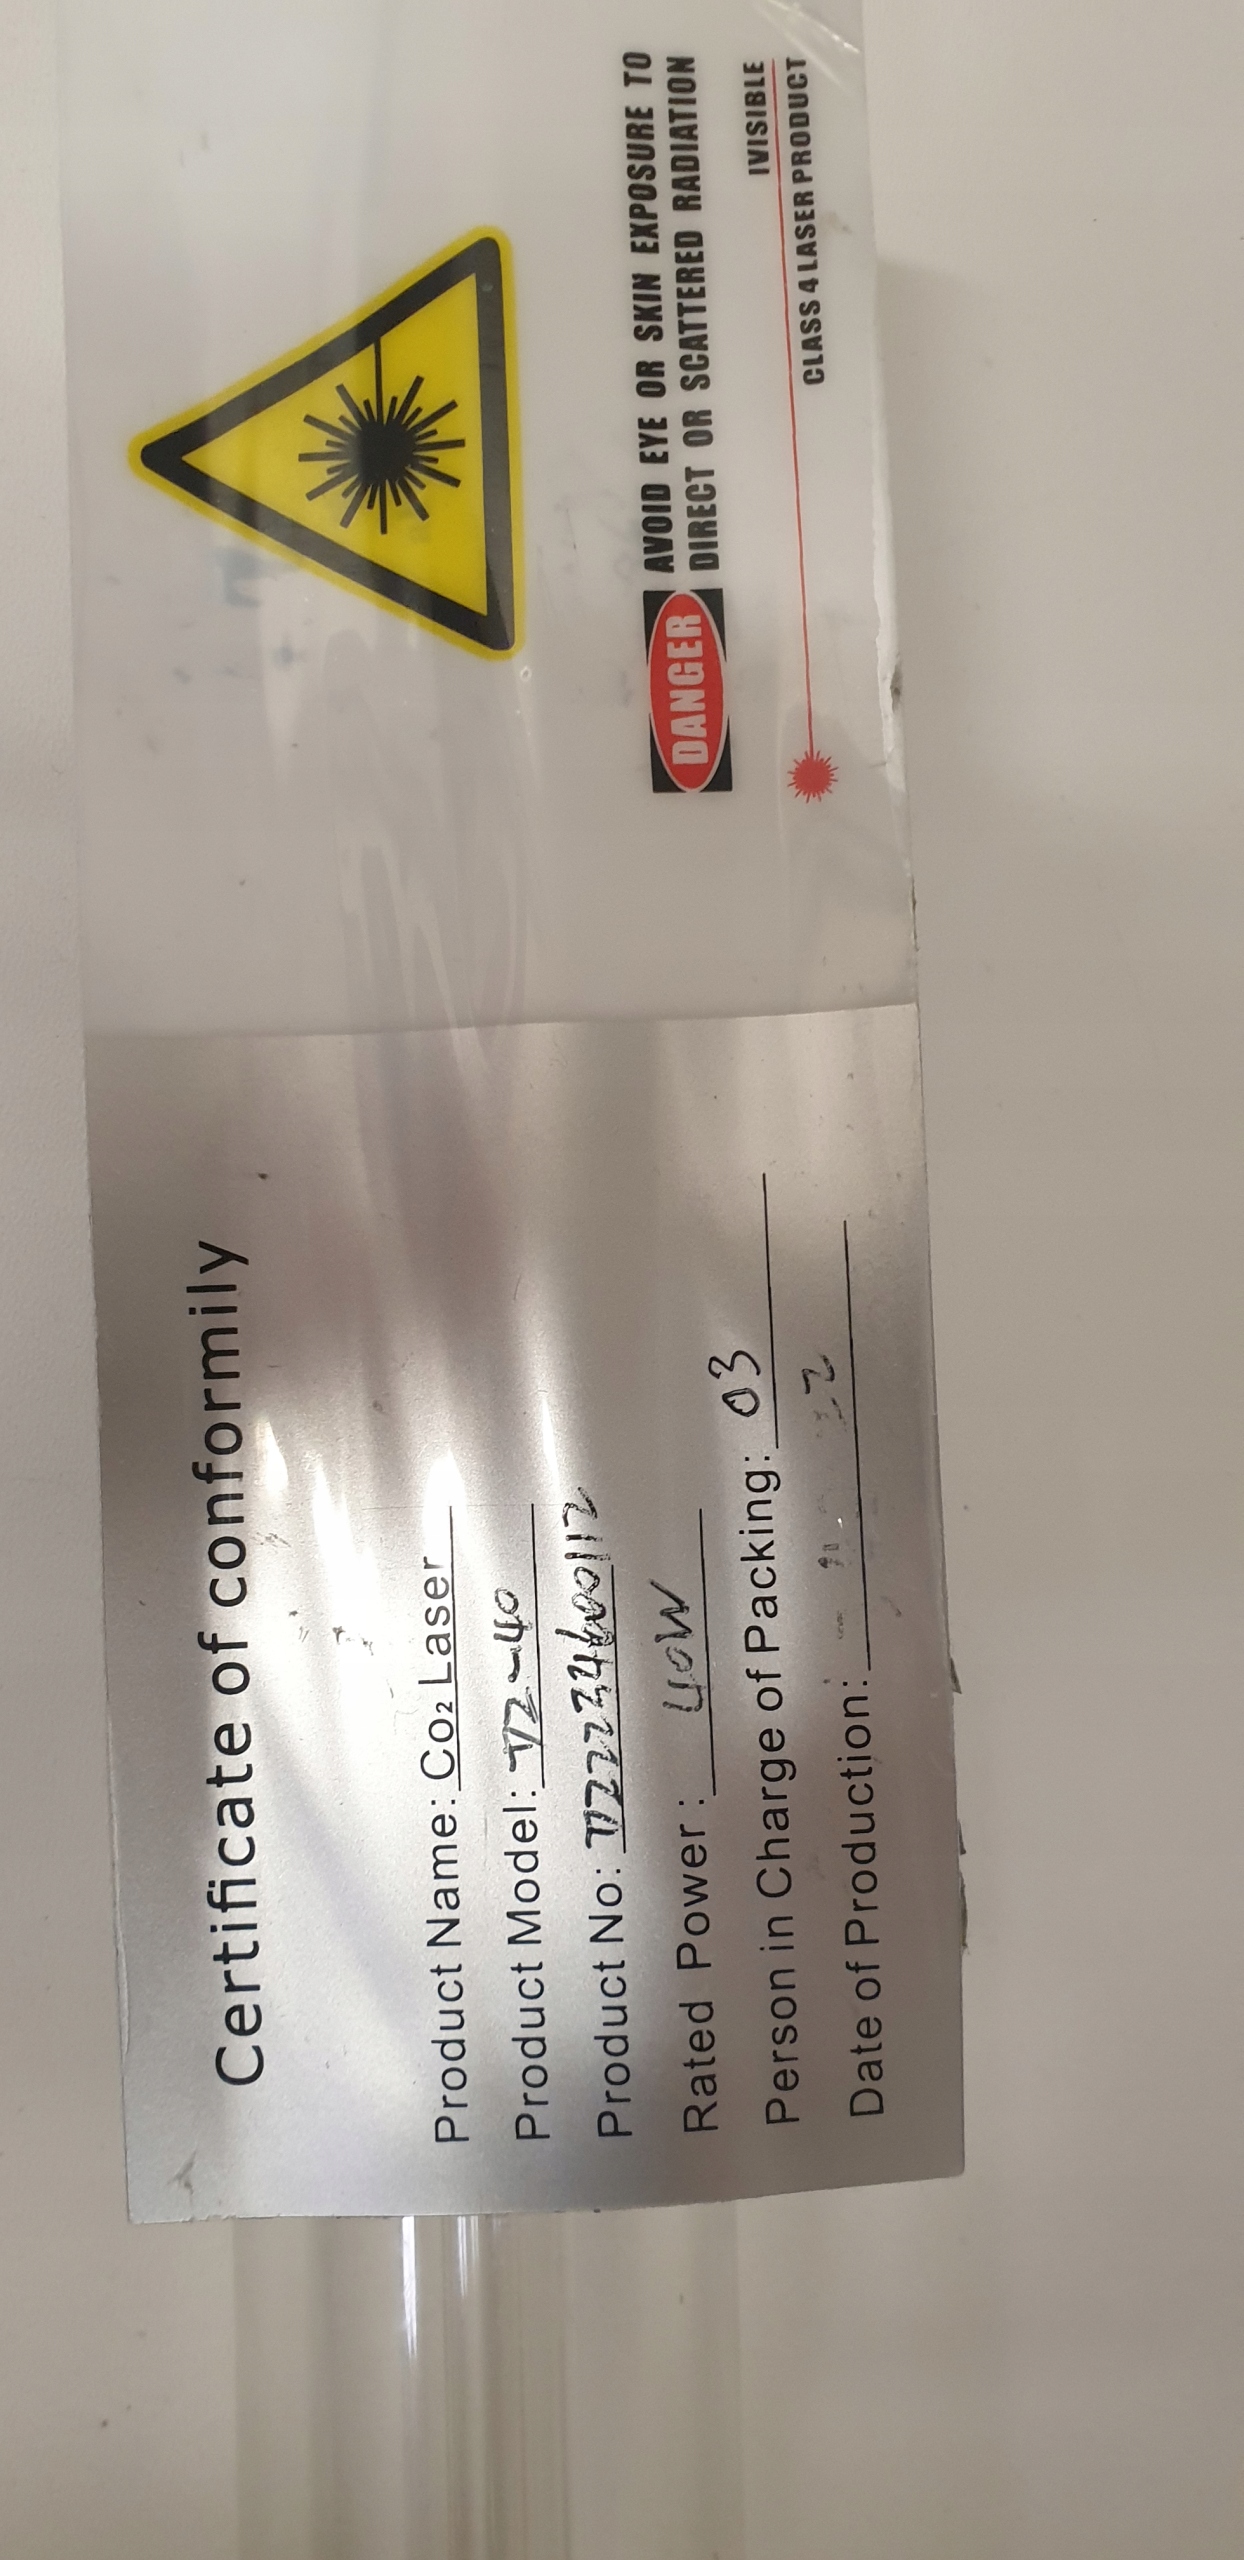 Certificate of conformily
Product Name: Co₂ Laser
Product Model: TZ-40
Product No:
Rated Power: 40W
Person in Charge of Packing: 03
Date of Production:
DANGER
AVOID EYE OR SKIN EXPOSURE TO
DIRECT OR SCATTERED RADIATION
IVISIBLE
CLASS 4 LASER PRODUCT